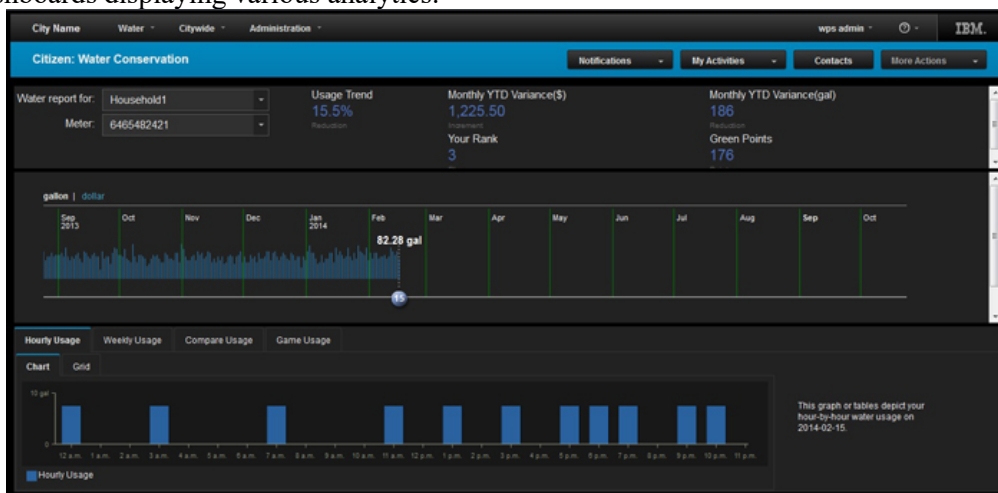 shboards displaying various analytics.
City Name Water Citywide Administration wps admin IBM.
Citizen: Water Conservation Notifications My Activities Contacts More Actions
Water report for: Household1
Meter: 6465482421
Usage Trend
15.5%
Reduction
Monthly YTD Variance($)
1,225.50
Increment
Your Rank
3
Monthly YTD Variance(gal)
186
Reduction
Green Points
176
gallon | dollar
Sep 2013 Oct Nov Dec Jan 2014 Feb Mar Apr May Jun Jul Aug Sep Oct
82.28 gal
15
Hourly Usage Weekly Usage Compare Usage Game Usage
Chart Grid
10 gal
0
12 a.m. 1 a.m. 2 a.m. 3 a.m. 4 a.m. 5 a.m. 6 a.m. 7 a.m. 8 a.m. 9 a.m. 10 a.m. 11 a.m. 12 p.m. 1 p.m. 2 p.m. 3 p.m. 4 p.m. 5 p.m. 6 p.m. 7 p.m. 8 p.m. 9 p.m. 10 p.m. 11 p.m.
Hourly Usage
This graph or tables depict your
hour-by-hour water usage on
2014-02-15.